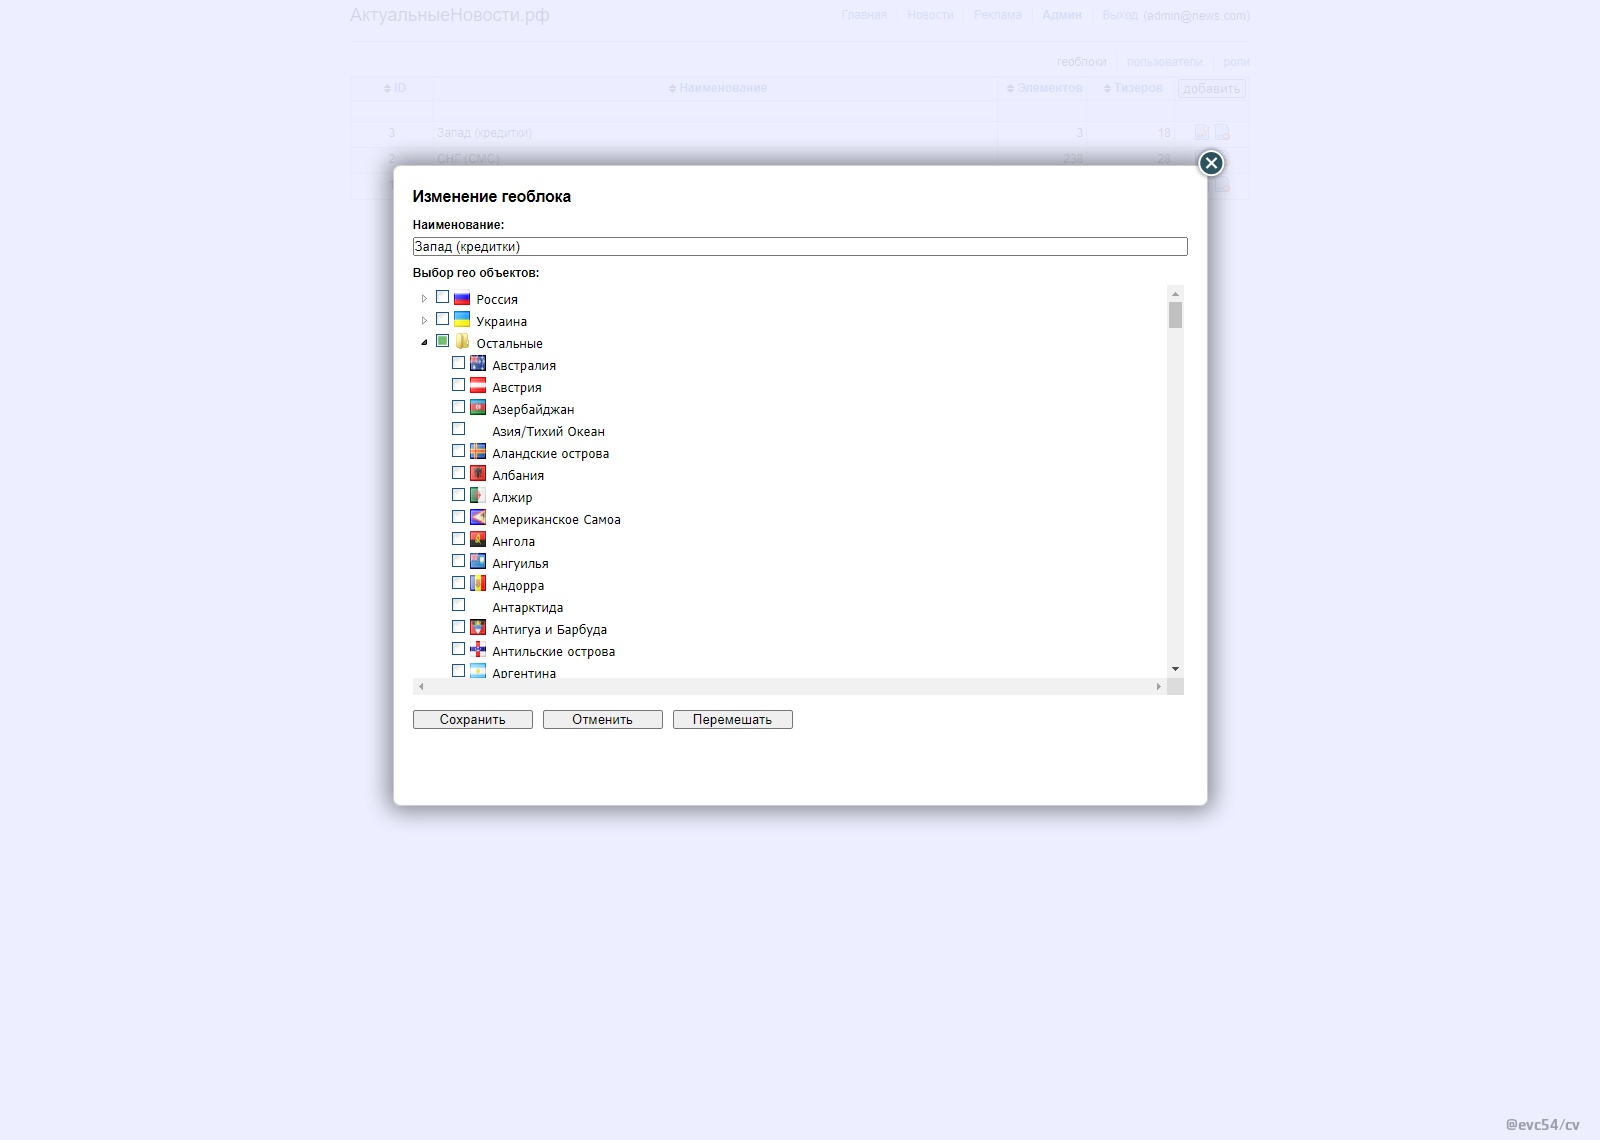 АктуальныеНовости.рф
Главная Новости Реклама Админ Выход (admin@news.com)
геоблоки пользователи роли
ID Наименование Элементов Тизеров добавить
3 Запад (кредитки) 3 18
2 СНГ (СМС) 238 28
Изменение геоблока
Наименование:
Запад (кредитки)
Выбор гео объектов:
Россия
Украина
Остальные
Австралия
Австрия
Азербайджан
Азия/Тихий Океан
Аландские острова
Албания
Алжир
Американское Самоа
Ангола
Ангуилья
Андорра
Антарктида
Антигуа и Барбуда
Антильские острова
Аргентина
Сохранить Отменить Перемешать
@evc54/cv